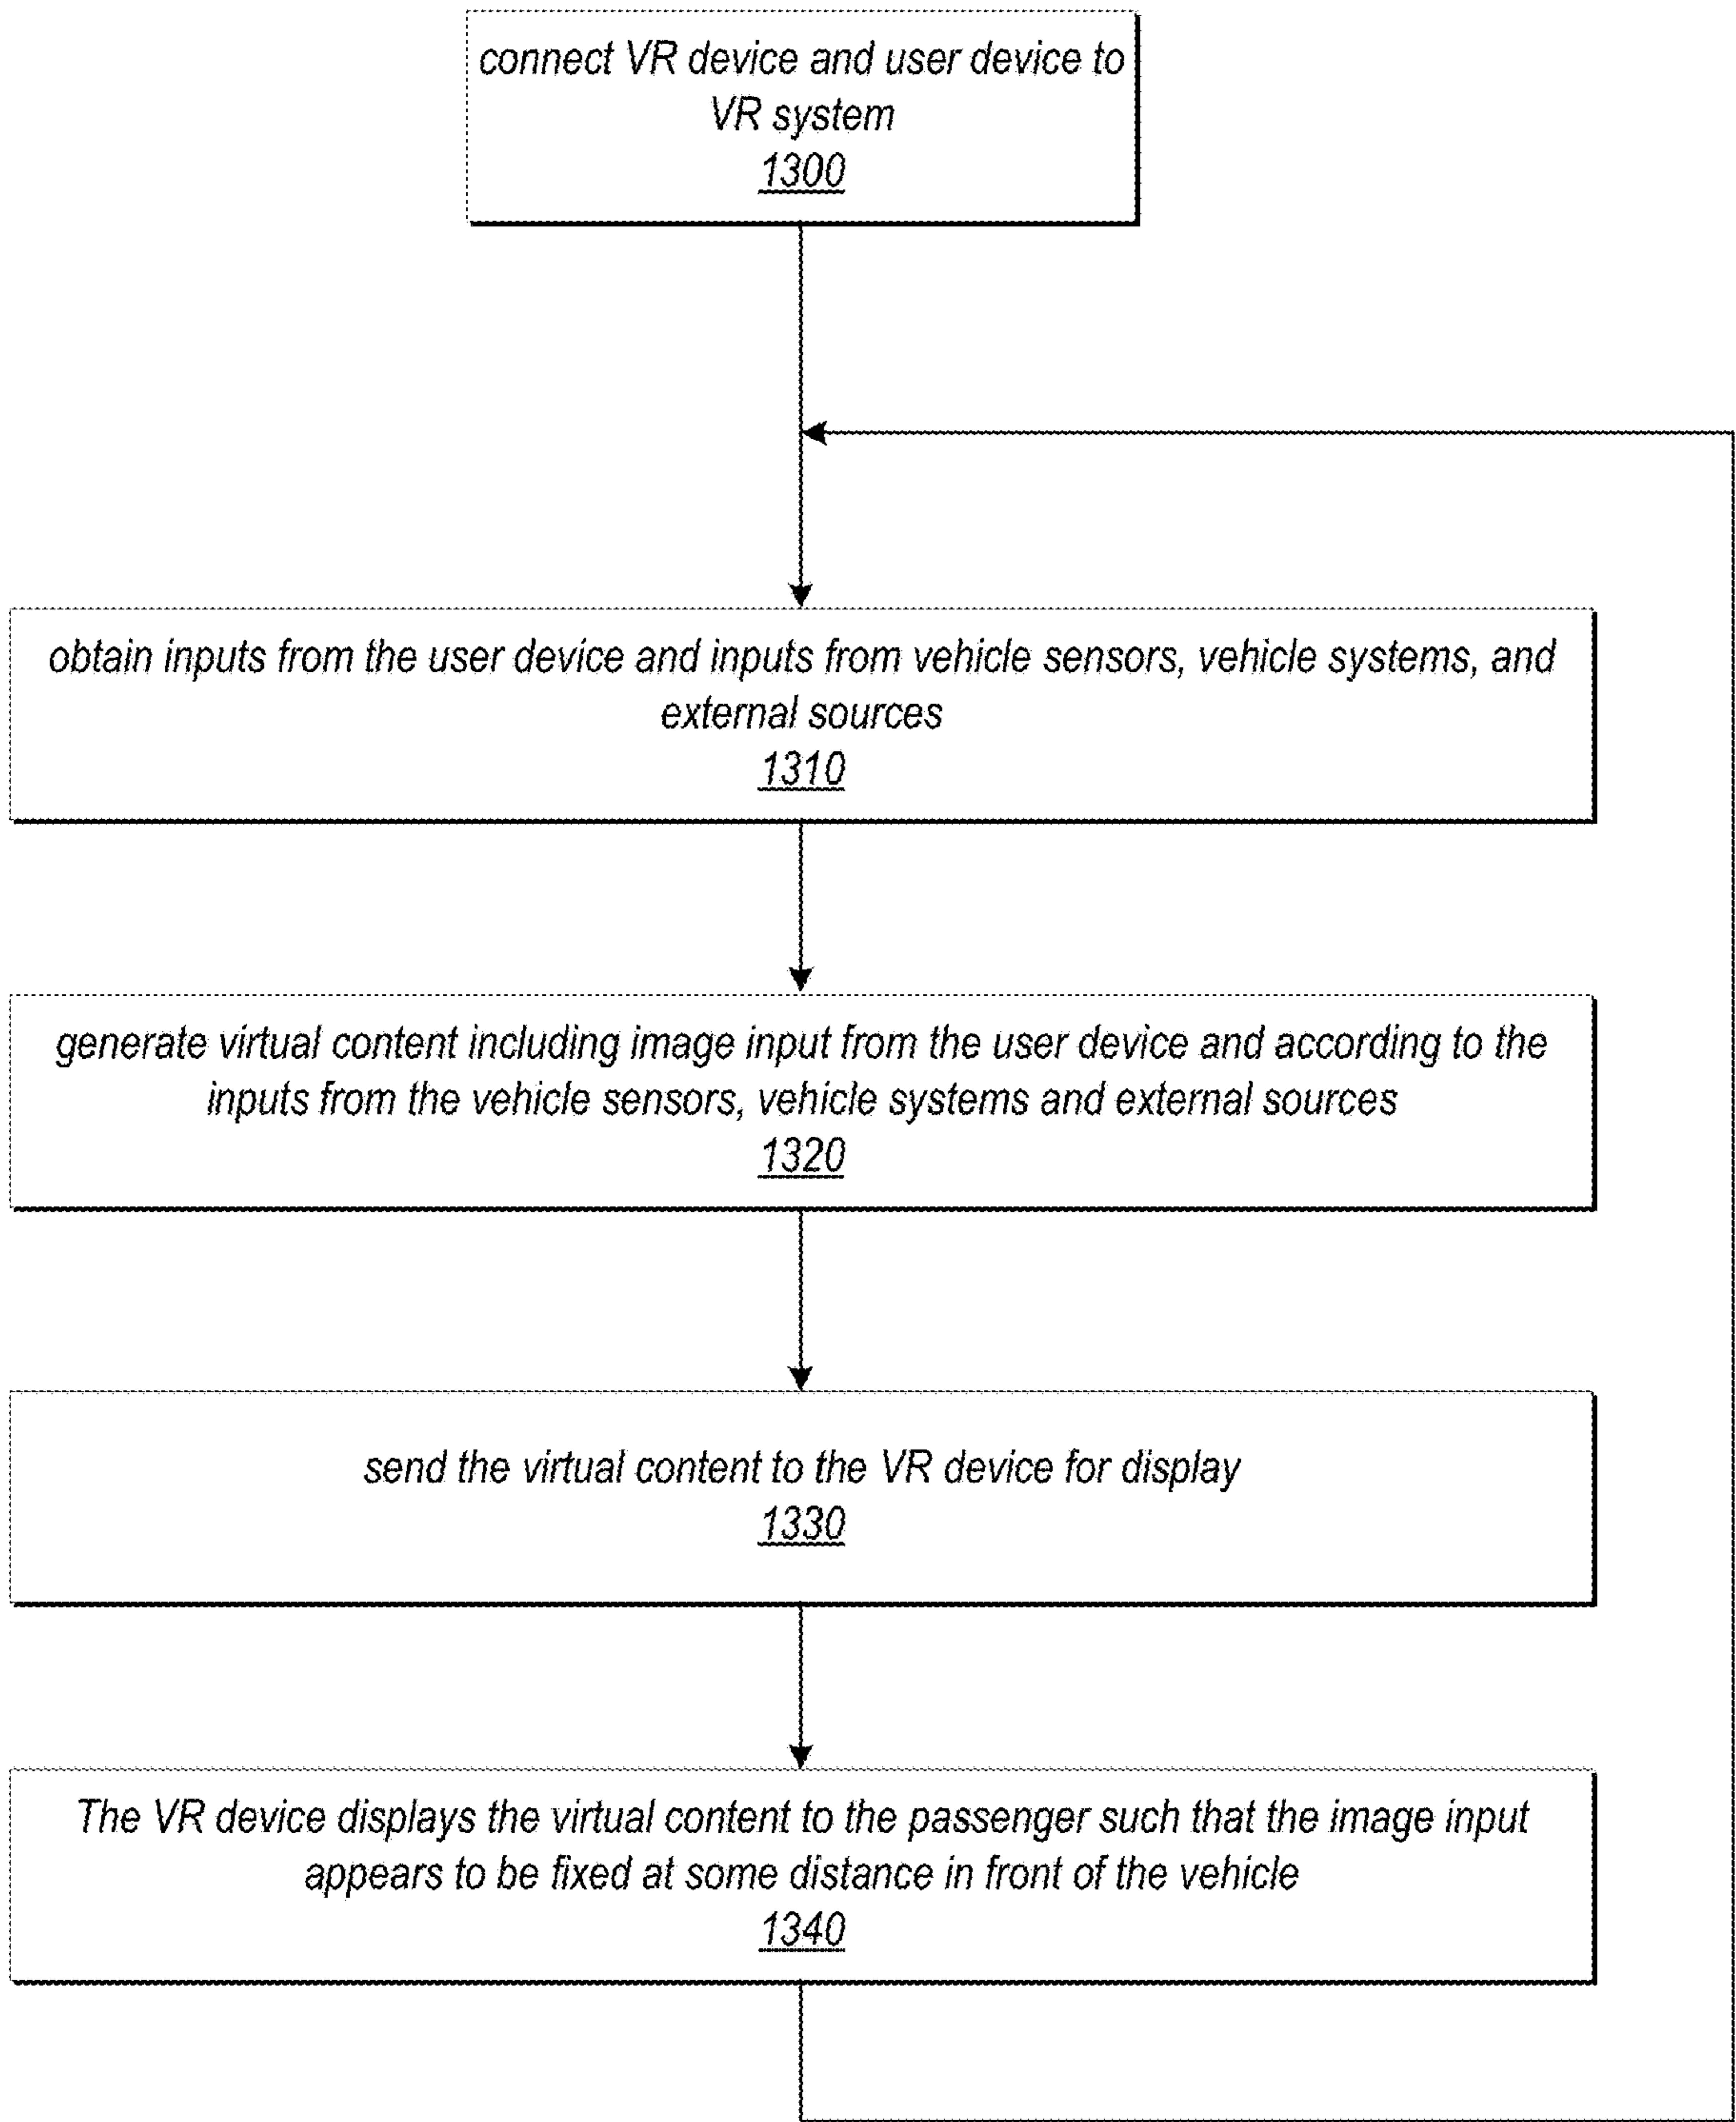 connect VR device and user device to
VR system
1300
obtain inputs from the user device and inputs from vehicle sensors, vehicle systems, and
external sources
1310
generate virtual content including image input from the user device and according to the
inputs from the vehicle sensors, vehicle systems and external sources
1320
send the virtual content to the VR device for display
1330
The VR device displays the virtual content to the passenger such that the image input
appears to be fixed at some distance in front of the vehicle
1340